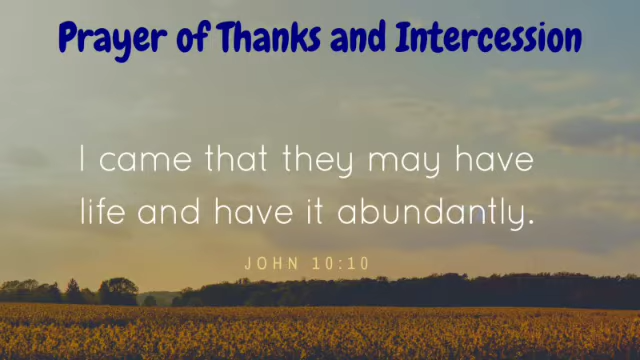 Prayer of Thanks and Intercession
I came that they may have
life and have it abundantly.
JOHN 10:10